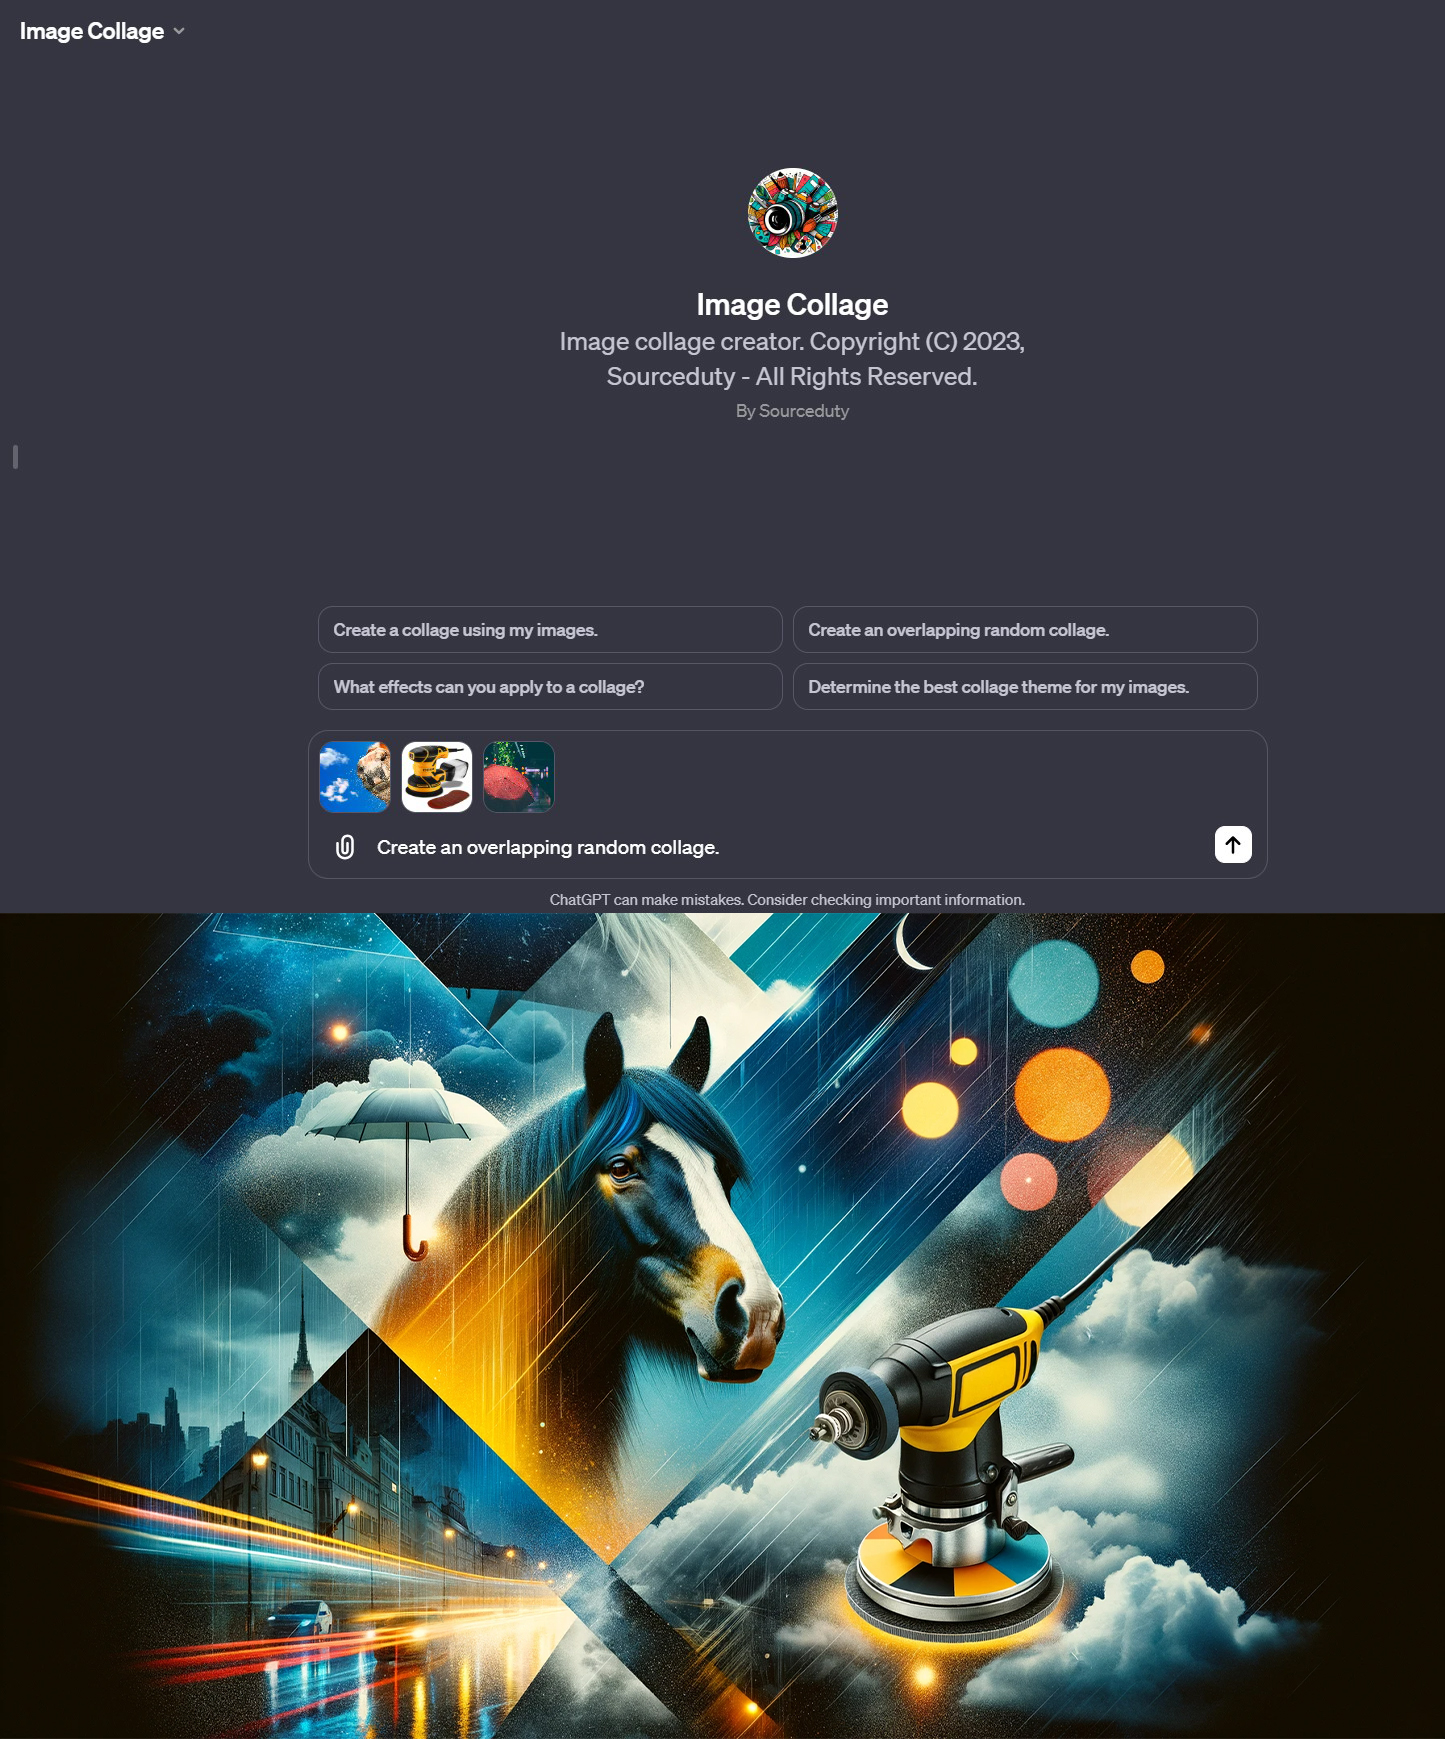 Image Collage
Image Collage
Image collage creator. Copyright (C) 2023,
Sourceduty - All Rights Reserved.
By Sourceduty
Create a collage using my images.
Create an overlapping random collage.
What effects can you apply to a collage?
Determine the best collage theme for my images.
Create an overlapping random collage.
ChatGPT can make mistakes. Consider checking important information.